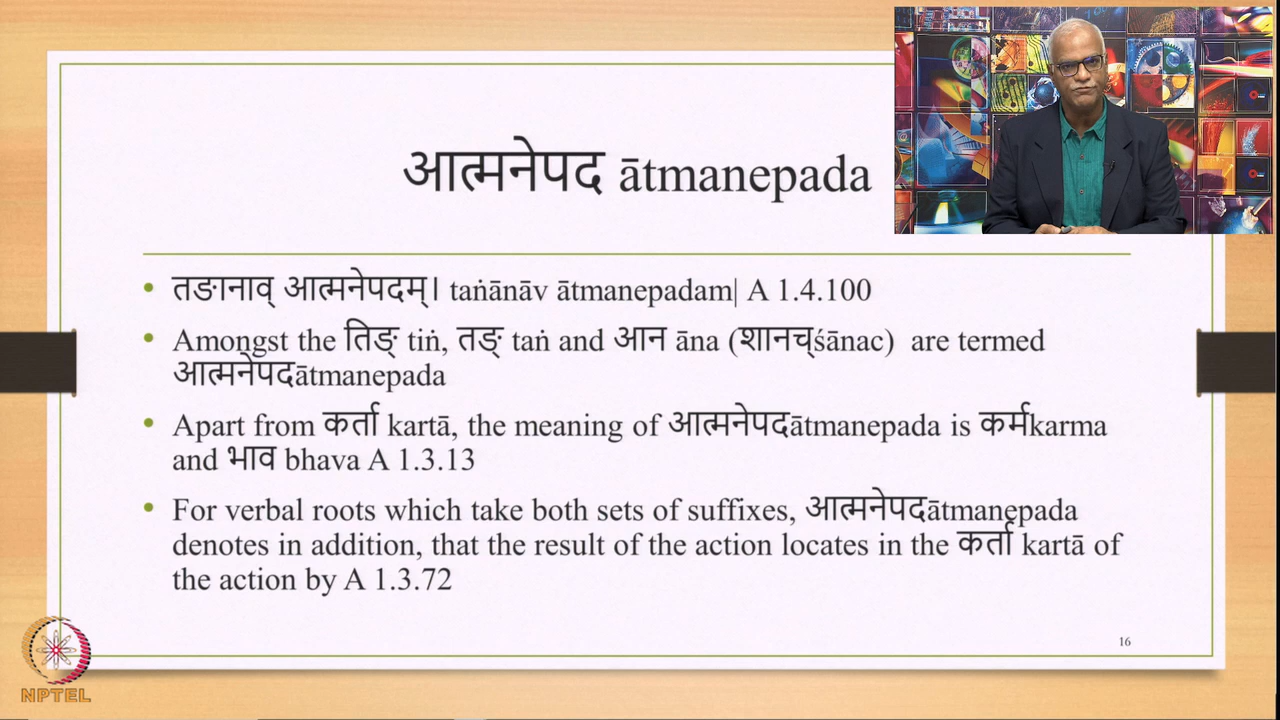 आत्मनेपद ātmanepada
• तङानाव् आत्मनेपदम्। taṅānāv ātmanepadam| A 1.4.100
• Amongst the तिङ् tiṅ, तङ् taṅ and आन āna (शानच्śānac)  are termed
आत्मनेपदātmanepada
• Apart from कर्ता kartā, the meaning of आत्मनेपदātmanepada is कर्मkarma
and भाव bhava A 1.3.13
• For verbal roots which take both sets of suffixes, आत्मनेपदātmanepada
denotes in addition, that the result of the action locates in the कर्ता kartā of
the action by A 1.3.72
16
NPTEL